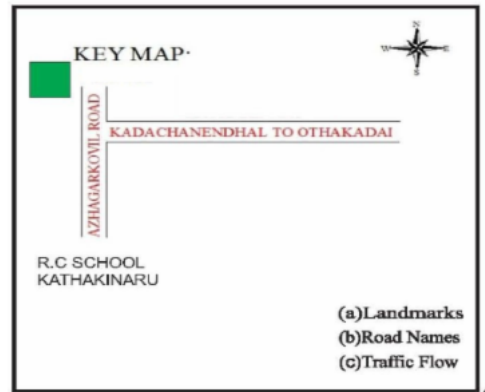 N
W E
S
KEY MAP·
AZHAGARKOVIL ROAD
KADACHANENDHAL TO OTHAKADAI
R.C SCHOOL
KATHAKINARU
(a)Landmarks
(b)Road Names
(c)Traffic Flow